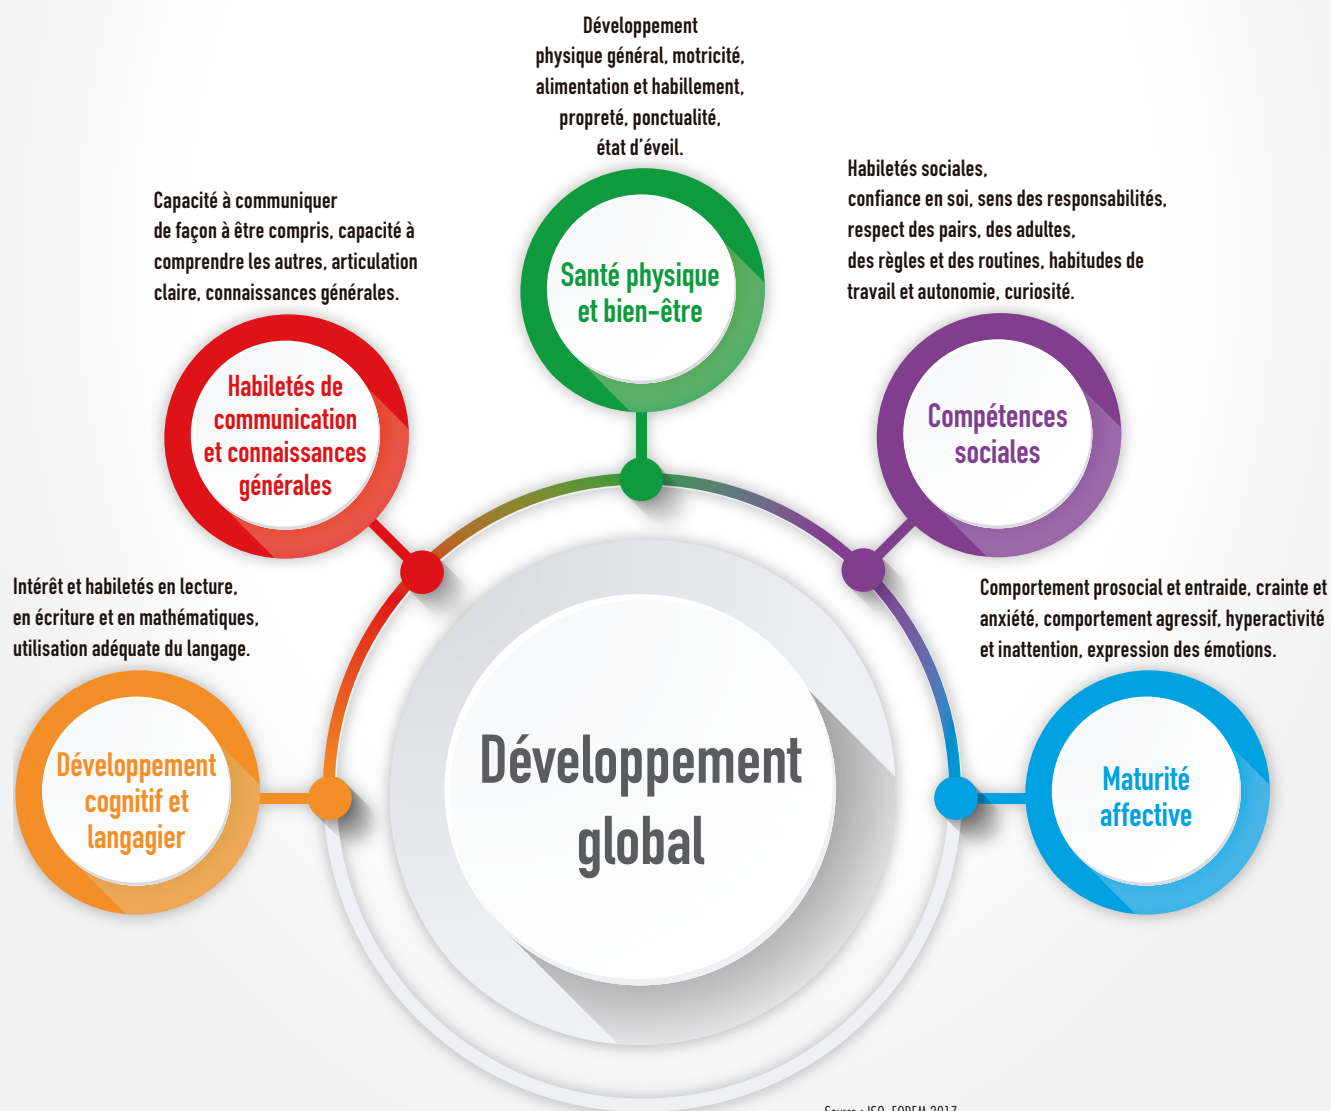 Développement
physique général, motricité,
alimentation et habillement,
propreté, ponctualité,
état d’éveil.
Santé physique
et bien-être
Capacité à communiquer
de façon à être compris, capacité à
comprendre les autres, articulation
claire, connaissances générales.
Habiletés de
communication
et connaissances
générales
Habiletés sociales,
confiance en soi, sens des responsabilités,
respect des pairs, des adultes,
des règles et des routines, habitudes de
travail et autonomie, curiosité.
Compétences
sociales
Intérêt et habiletés en lecture,
en écriture et en mathématiques,
utilisation adéquate du langage.
Développement
cognitif et
langagier
Comportement prosocial et entraide, crainte et
anxiété, comportement agressif, hyperactivité
et inattention, expression des émotions.
Maturité
affective
Développement
global